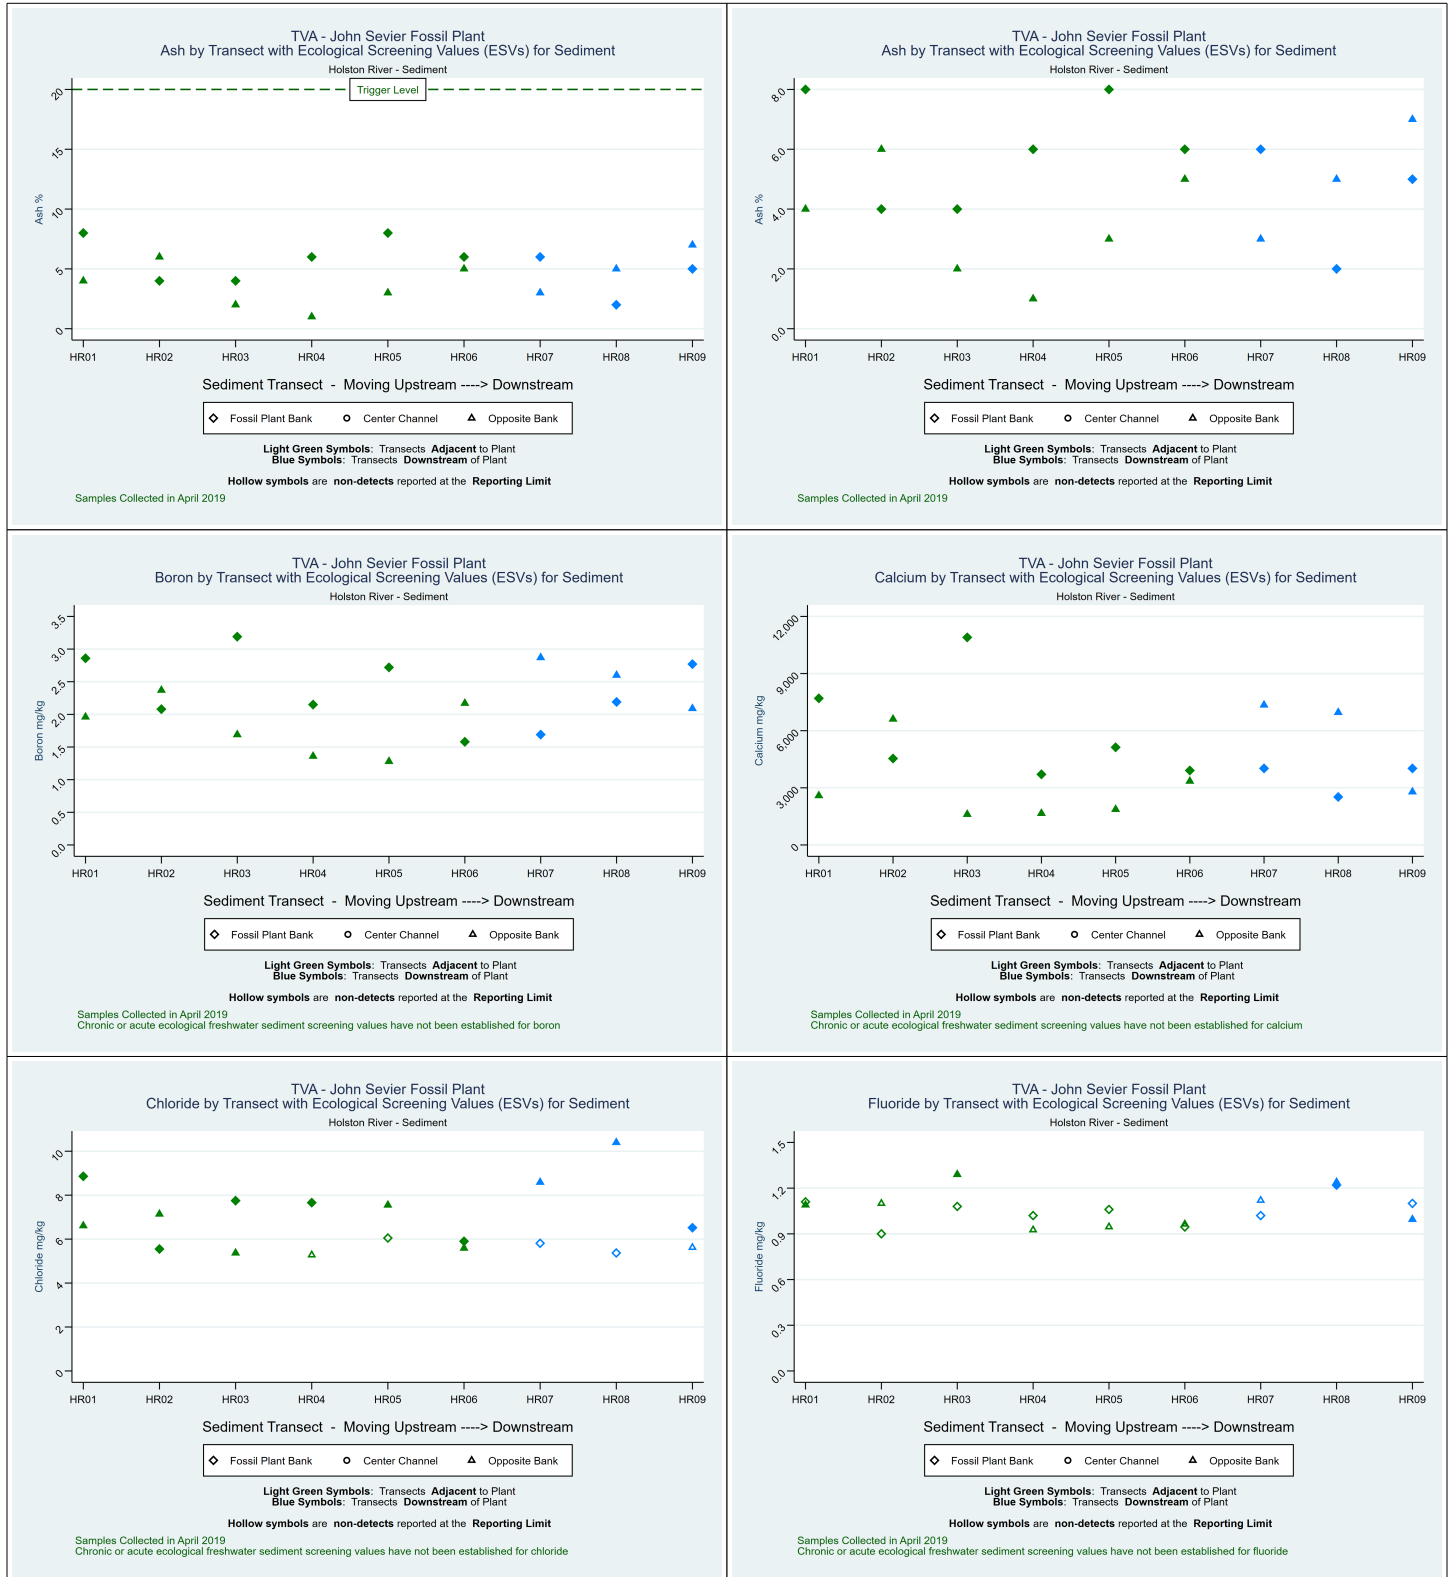 TVA - John Sevier Fossil Plant
Ash by Transect with Ecological Screening Values (ESVs) for Sediment
Holston River - Sediment
Trigger Level
20
15
10
5
0
Ash %
HR01 HR02 HR03 HR04 HR05 HR06 HR07 HR08 HR09
Sediment Transect - Moving Upstream ----> Downstream
Fossil Plant Bank Center Channel Opposite Bank
Light Green Symbols: Transects Adjacent to Plant
Blue Symbols: Transects Downstream of Plant
Hollow symbols are non-detects reported at the Reporting Limit
Samples Collected in April 2019
TVA - John Sevier Fossil Plant
Ash by Transect with Ecological Screening Values (ESVs) for Sediment
Holston River - Sediment
8.0
6.0
4.0
2.0
0.0
Ash %
HR01 HR02 HR03 HR04 HR05 HR06 HR07 HR08 HR09
Sediment Transect - Moving Upstream ----> Downstream
Fossil Plant Bank Center Channel Opposite Bank
Light Green Symbols: Transects Adjacent to Plant
Blue Symbols: Transects Downstream of Plant
Hollow symbols are non-detects reported at the Reporting Limit
Samples Collected in April 2019
TVA - John Sevier Fossil Plant
Boron by Transect with Ecological Screening Values (ESVs) for Sediment
Holston River - Sediment
3.5
3.0
2.5
2.0
1.5
1.0
0.5
0.0
Boron mg/kg
HR01 HR02 HR03 HR04 HR05 HR06 HR07 HR08 HR09
Sediment Transect - Moving Upstream ----> Downstream
Fossil Plant Bank Center Channel Opposite Bank
Light Green Symbols: Transects Adjacent to Plant
Blue Symbols: Transects Downstream of Plant
Hollow symbols are non-detects reported at the Reporting Limit
Samples Collected in April 2019
Chronic or acute ecological freshwater sediment screening values have not been established for boron
TVA - John Sevier Fossil Plant
Calcium by Transect with Ecological Screening Values (ESVs) for Sediment
Holston River - Sediment
12,000
9,000
6,000
3,000
0
Calcium mg/kg
HR01 HR02 HR03 HR04 HR05 HR06 HR07 HR08 HR09
Sediment Transect - Moving Upstream ----> Downstream
Fossil Plant Bank Center Channel Opposite Bank
Light Green Symbols: Transects Adjacent to Plant
Blue Symbols: Transects Downstream of Plant
Hollow symbols are non-detects reported at the Reporting Limit
Samples Collected in April 2019
Chronic or acute ecological freshwater sediment screening values have not been established for calcium
TVA - John Sevier Fossil Plant
Chloride by Transect with Ecological Screening Values (ESVs) for Sediment
Holston River - Sediment
10
8
6
4
2
0
Chloride mg/kg
HR01 HR02 HR03 HR04 HR05 HR06 HR07 HR08 HR09
Sediment Transect - Moving Upstream ----> Downstream
Fossil Plant Bank Center Channel Opposite Bank
Light Green Symbols: Transects Adjacent to Plant
Blue Symbols: Transects Downstream of Plant
Hollow symbols are non-detects reported at the Reporting Limit
Samples Collected in April 2019
Chronic or acute ecological freshwater sediment screening values have not been established for chloride
TVA - John Sevier Fossil Plant
Fluoride by Transect with Ecological Screening Values (ESVs) for Sediment
Holston River - Sediment
1.5
1.2
0.9
0.6
0.3
0.0
Fluoride mg/kg
HR01 HR02 HR03 HR04 HR05 HR06 HR07 HR08 HR09
Sediment Transect - Moving Upstream ----> Downstream
Fossil Plant Bank Center Channel Opposite Bank
Light Green Symbols: Transects Adjacent to Plant
Blue Symbols: Transects Downstream of Plant
Hollow symbols are non-detects reported at the Reporting Limit
Samples Collected in April 2019
Chronic or acute ecological freshwater sediment screening values have not been established for fluoride